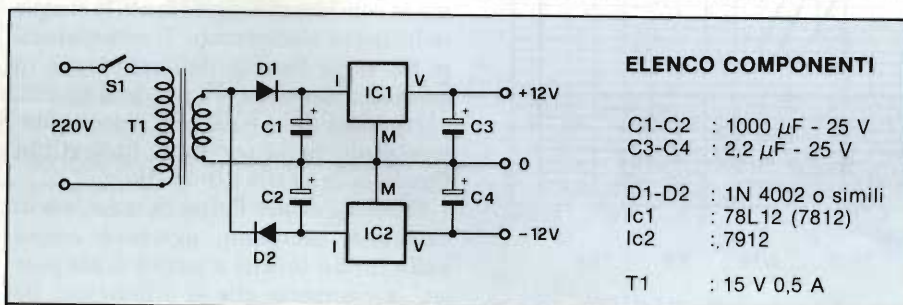 S1
220V
T1
D1
I
IC1
V
+12V
C1
+
M
C3
+
0
C2
+
M
C4
+
I
IC2
V
-12V
D2
ELENCO COMPONENTI
C1-C2 : 1000 µF - 25 V
C3-C4 : 2,2 µF - 25 V
D1-D2 : 1N 4002 o simili
Ic1 : 78L12 (7812)
Ic2 : 7912
T1 : 15 V 0,5 A